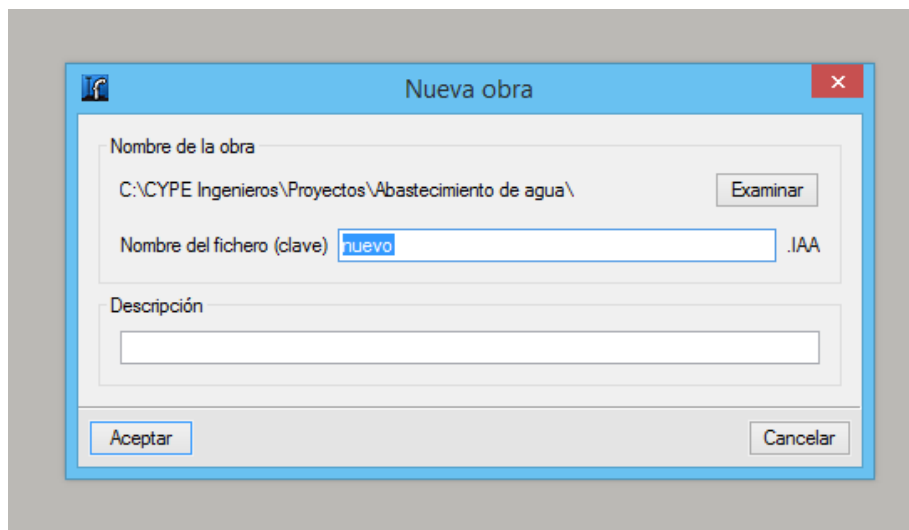 Nueva obra
Nombre de la obra
C:\CYPE Ingenieros\Proyectos\Abastecimiento de agua\ Examinar
Nombre del fichero (clave) nuevo .IAA
Descripción
Aceptar Cancelar